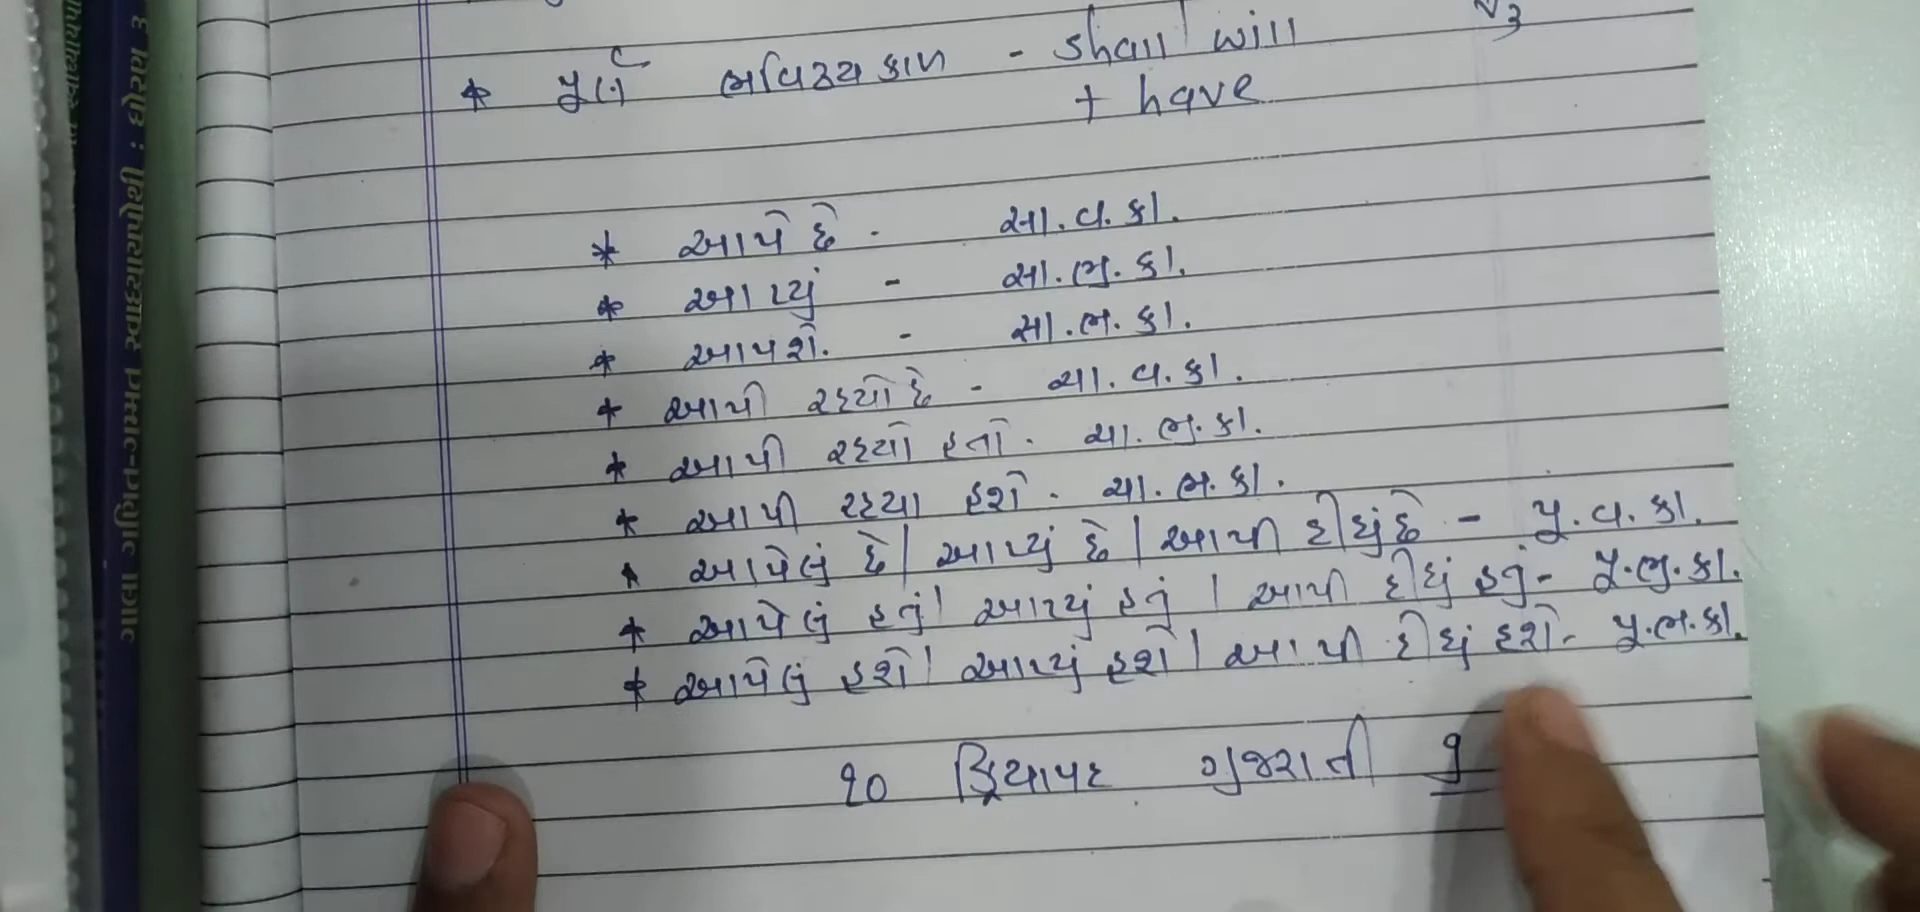 V3
* પુર્ણ ભવિષ્યકાળ - shall will
+ have
* આપે છે - સા. વ. કા.
* આપ્યું - સા. ભુ. કા.
* આપશે. - સા. ભ. કા.
* આપી રહ્યો છે - ચા. વ. કા.
* આપી રહ્યો હતો. ચા. ભુ. કા.
* આપી રહ્યા હશે. ચા. ભ. કા.
* આપેલું છે | આપ્યું છે | આપી દીધું છે - પુ. વ. કા.
* આપેલું હતું | આપ્યું હતું | આપી દીધું હતું - પુ. ભુ. કા.
* આપેલું હશે | આપ્યું હશે | આપી દીધું હશે - પુ. ભ. કા.
૧૦ ક્રિયાપદ ગુજરાતી